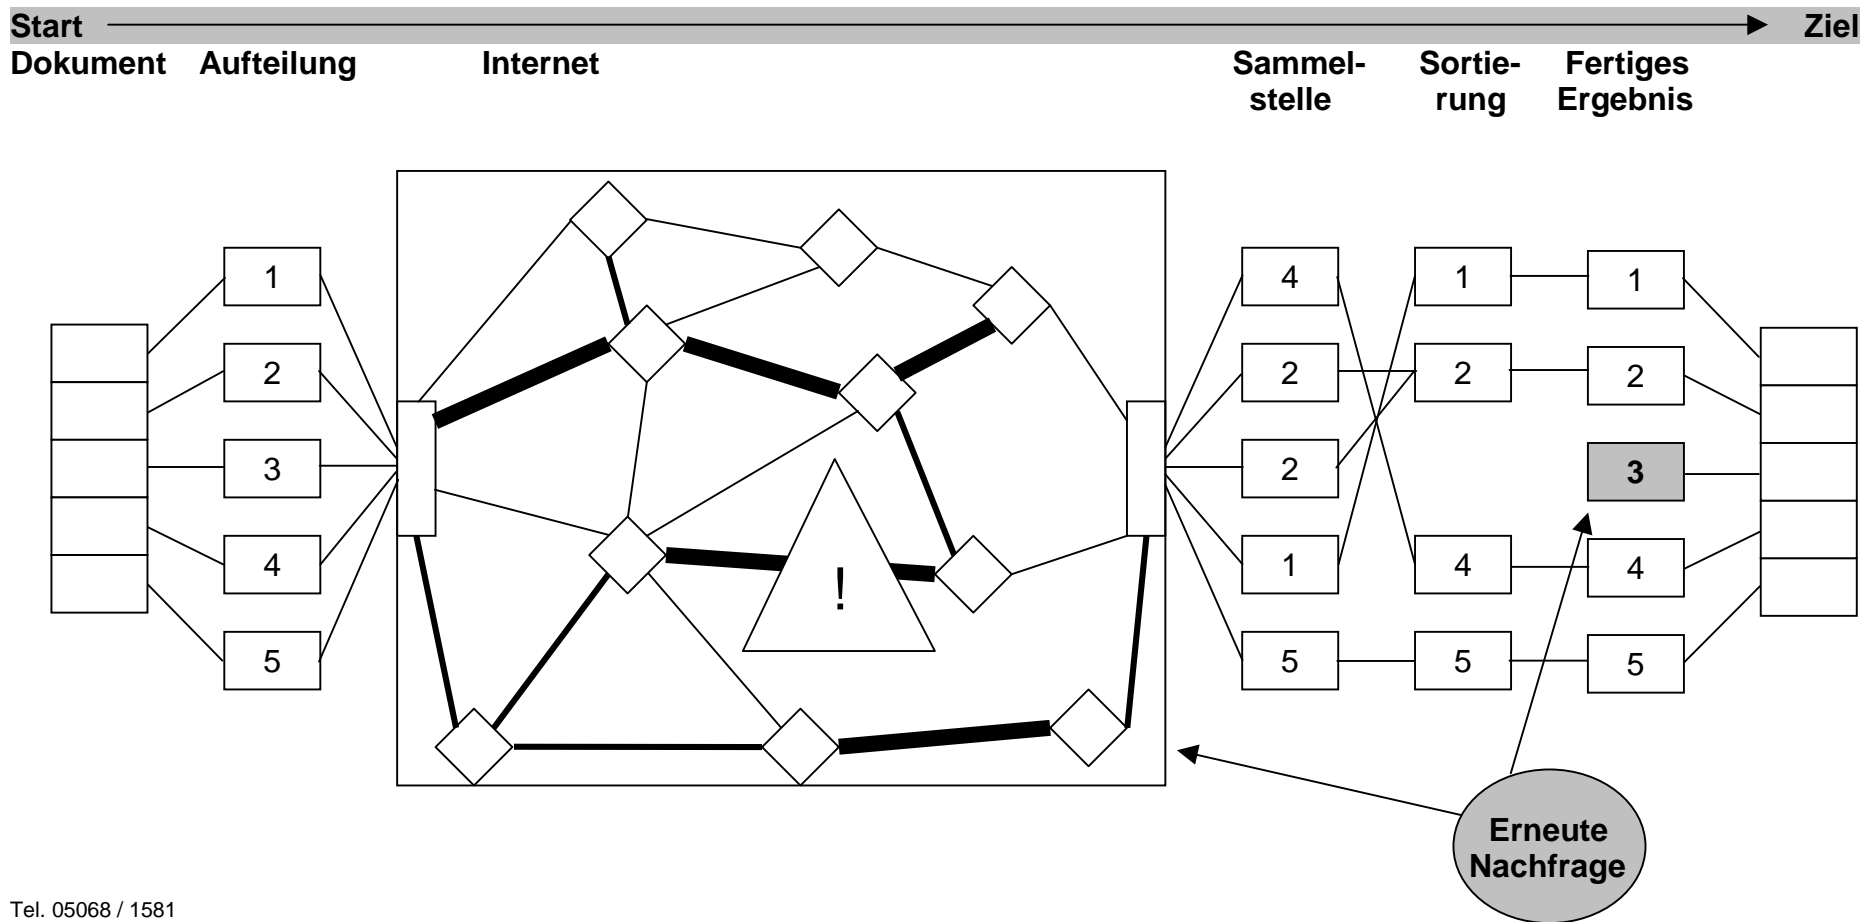 Start Ziel
Dokument Aufteilung Internet Sammel- Sortie- Fertiges
stelle rung Ergebnis
1 4 1 1
2 2 2 2
3 2 3
4 1 4 4
! 
5 5 5 5
Erneute
Nachfrage
Tel. 05068 / 1581